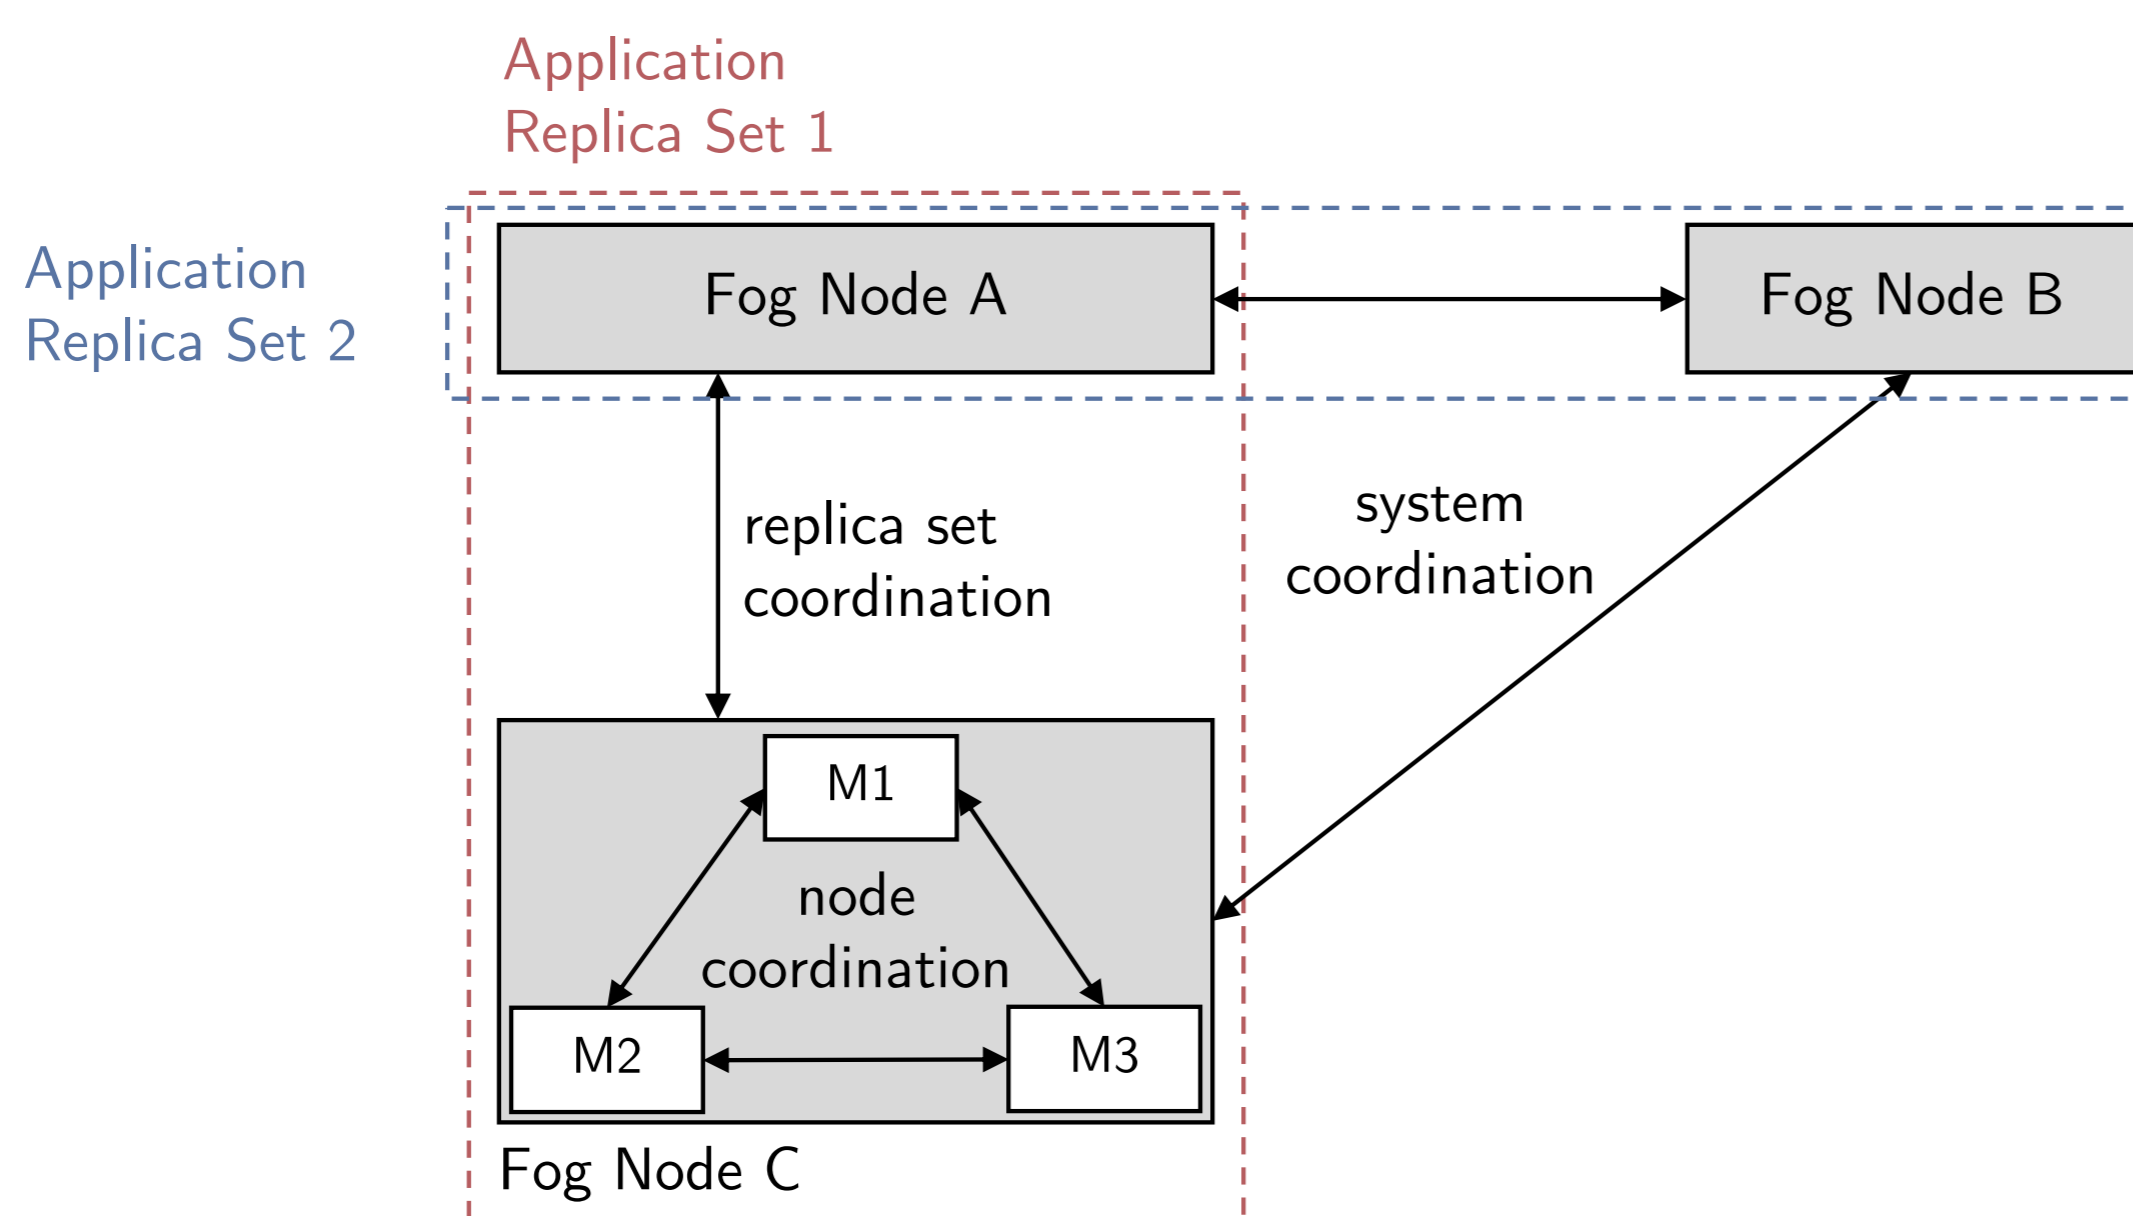 Application
Replica Set 1
Application
Replica Set 2
Fog Node A
Fog Node B
replica set
coordination
system
coordination
M1
node
coordination
M2
M3
Fog Node C